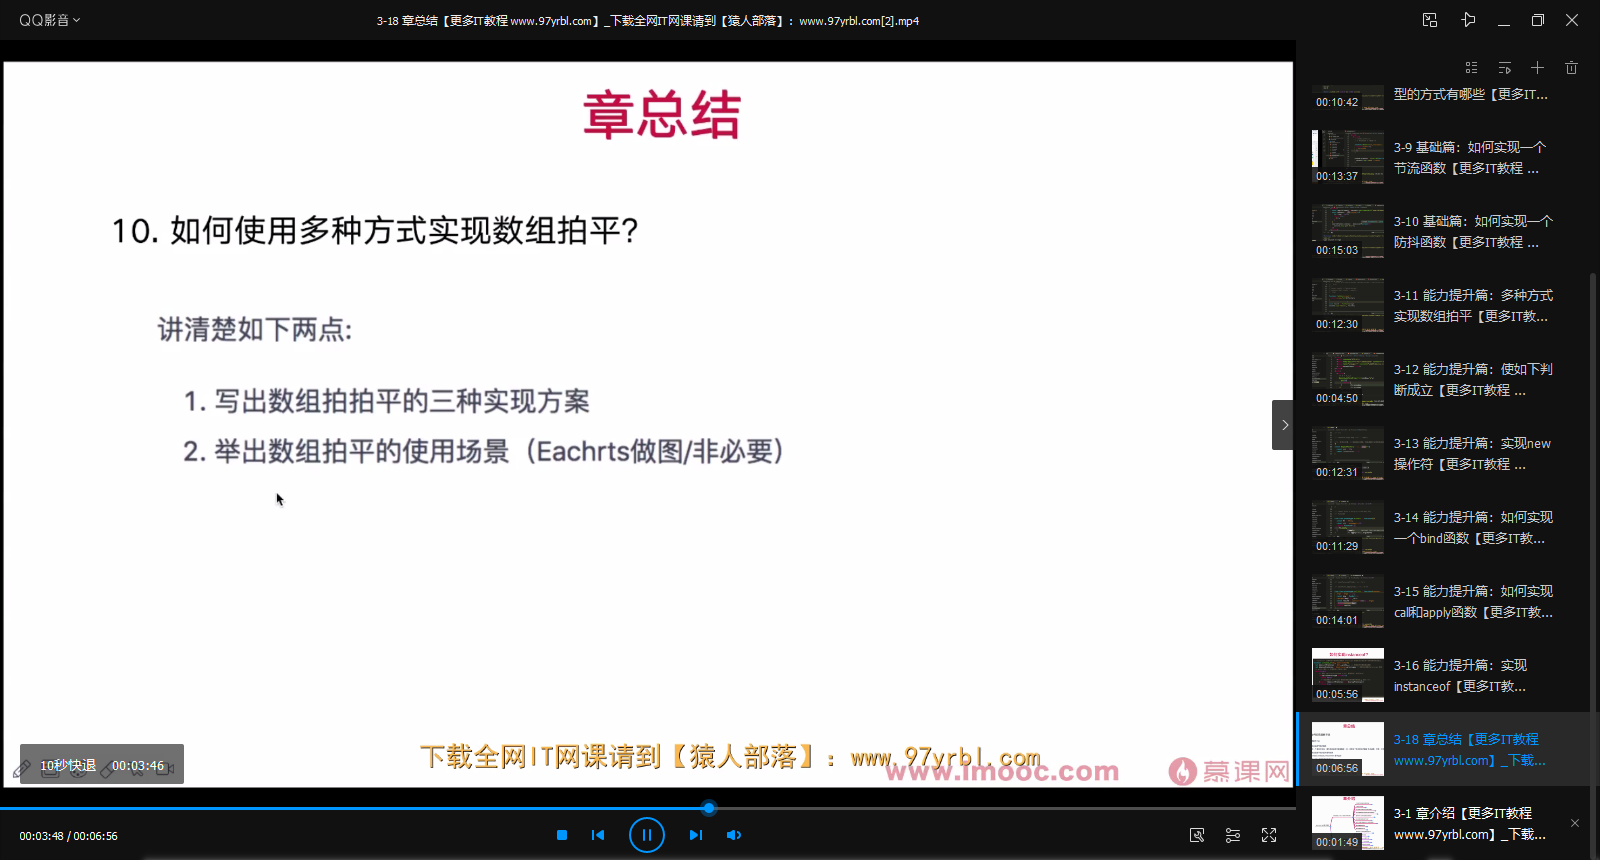 QQ影音
3-18 章总结【更多IT教程 www.97yrbl.com】_下载全网IT网课请到【猿人部落】：www.97yrbl.com[2].mp4
章总结
10. 如何使用多种方式实现数组拍平?
讲清楚如下两点:
1. 写出数组拍拍平的三种实现方案
2. 举出数组拍平的使用场景（Eachrts做图/非必要）
下载全网IT网课请到【猿人部落】：www.97yrbl.com
www.imooc.com
慕课网
10秒快退 00:03:46
00:03:48 / 00:06:56
00:10:42
型的方式有哪些【更多IT...
00:13:37
3-9 基础篇：如何实现一个
节流函数【更多IT教程 ...
00:15:03
3-10 基础篇：如何实现一个
防抖函数【更多IT教程 ...
00:12:30
3-11 能力提升篇：多种方式
实现数组拍平【更多IT教...
00:04:50
3-12 能力提升篇：使如下判
断成立【更多IT教程 ...
00:12:31
3-13 能力提升篇：实现new
操作符【更多IT教程 ...
00:11:29
3-14 能力提升篇：如何实现
一个bind函数【更多IT教...
00:14:01
3-15 能力提升篇：如何实现
cal和apply函数【更多IT教...
00:05:56
3-16 能力提升篇：实现
instanceof【更多IT教...
章总结
00:06:56
3-18 章总结【更多IT教程
www.97yrbl.com】_下载...
00:01:49
3-1 章介绍【更多IT教程
www.97yrbl.com】_下载...